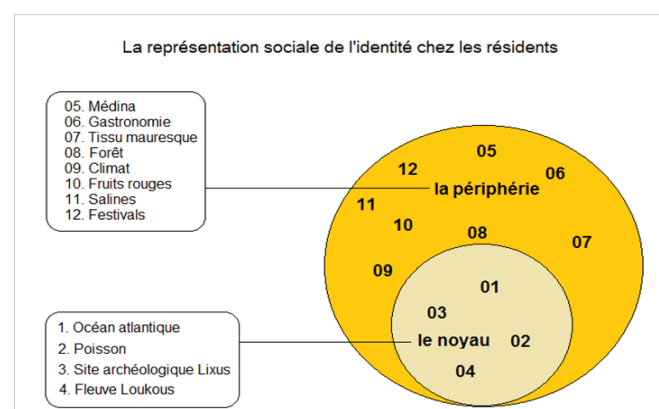 La représentation sociale de l'identité chez les résidents
05. Médina
06. Gastronomie
07. Tissu mauresque
08. Forêt
09. Climat
10. Fruits rouges
11. Salines
12. Festivals
05
12
06
la périphérie
11
10
08
07
09
01
03
le noyau
02
04
1. Océan atlantique
2. Poisson
3. Site archéologique Lixus
4. Fleuve Loukous